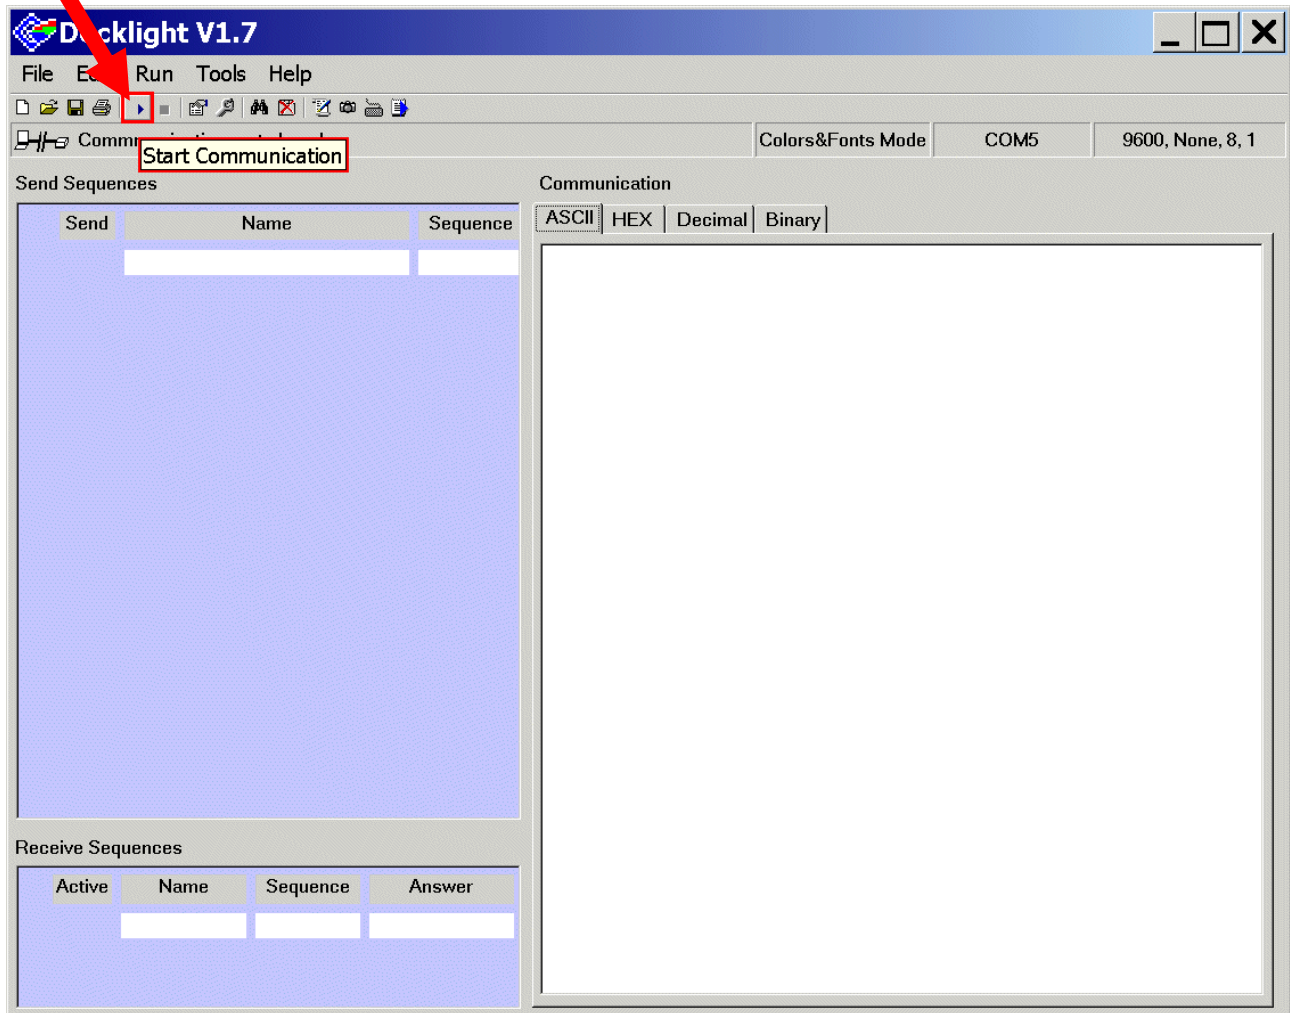 Docklight V1.7
File Run Tools Help
Colors&Fonts Mode COM5 9600, None, 8, 1
Start Communication
Send Sequences Communication
Send Name Sequence ASCII HEX Decimal Binary
Receive Sequences
Active Name Sequence Answer